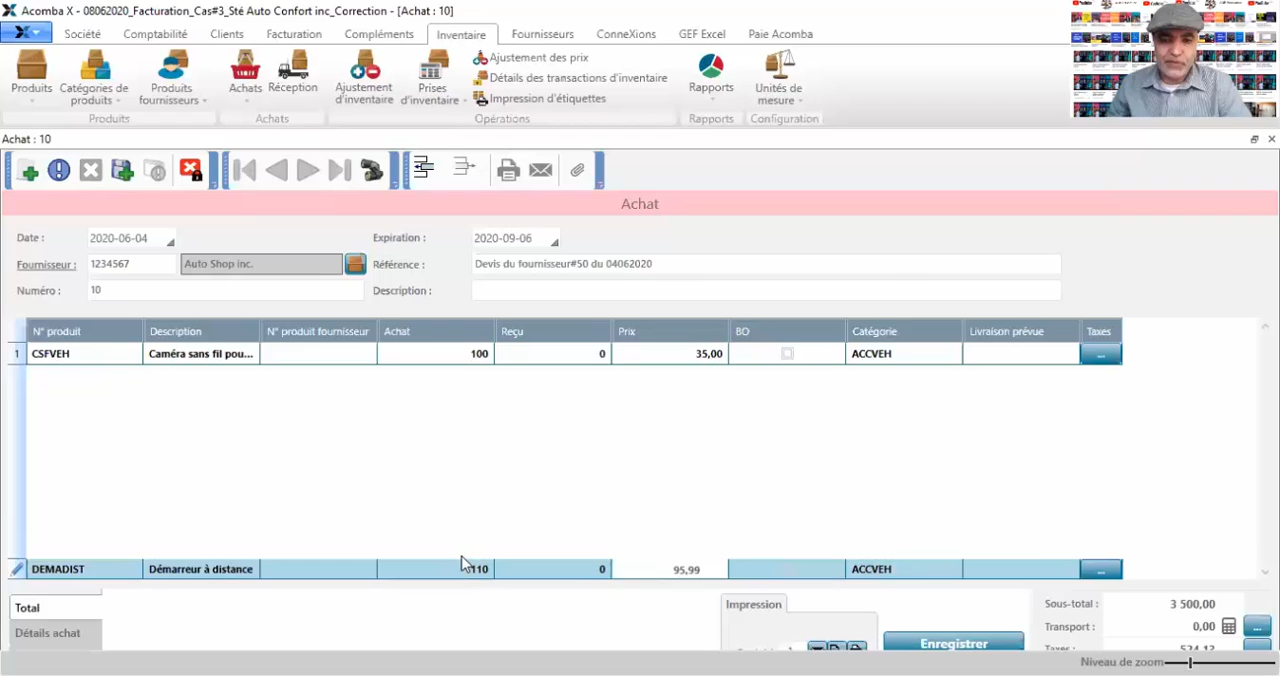 Acomba X - 08062020_Facturation_Cas#3_Sté Auto Confort inc_Correction - [Achat : 10]
Société Comptabilité Clients Facturation Inventaire ConneXions GEF Excel Paie Acomba
Produits
Catégories de produits
Produits fournisseurs
Achats
Réception
Ajustement d'inventaire
Prises d'inventaire
Ajustement des prix
Détails des transactions d'inventaire
Impression d'étiquettes
Rapports
Unités de mesure
Produits Achats Opérations Rapports Configuration
Achat : 10
Achat
Date : 2020-06-04 Expiration : 2020-09-06
Fournisseur : 1234567 Auto Shop inc. Référence : Devis du fournisseur#50 du 04062020
Numéro : 10 Description :
N° produit Description N° produit fournisseur Achat Reçu Prix BO Catégorie Livraison prévue Taxes
1 CSFVEH Caméra sans fil pou... 100 0 35,00 ACCVEH ...
DEMADIST Démarreur à distance 110 0 95,99 ACCVEH ...
Total
Détails achat
Impression
Enregistrer
Sous-total : 3 500,00
Transport : 0,00 ...
Taxes : 524,13
Niveau de zoom